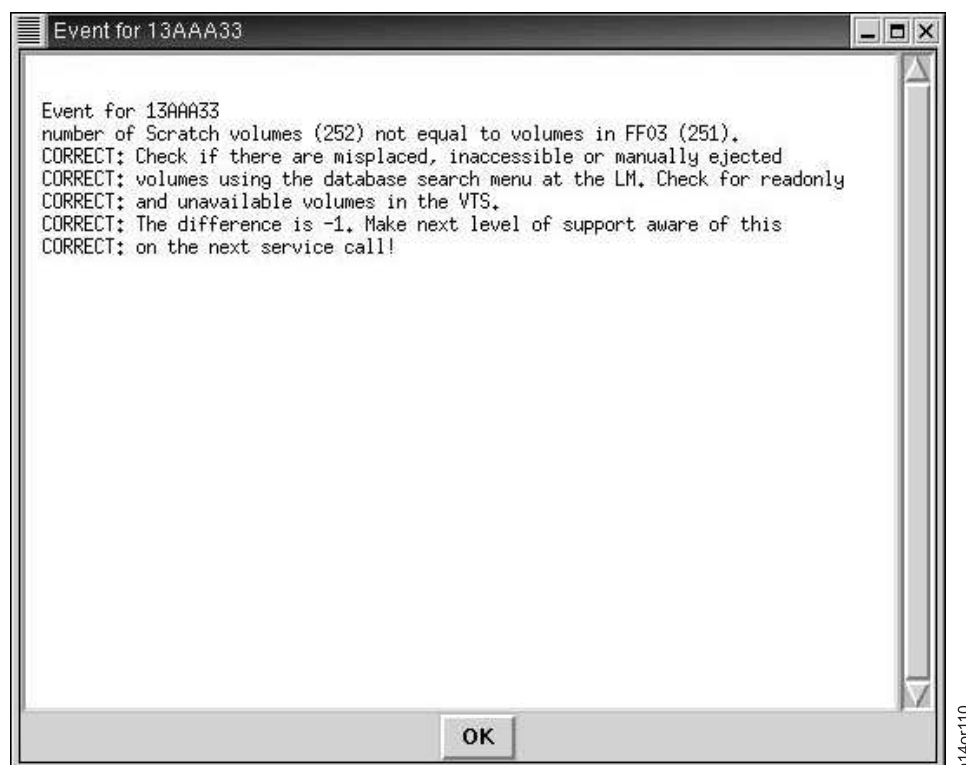 Event for 13AAA33
Event for 13AAA33
number of Scratch volumes (252) not equal to volumes in FF03 (251).
CORRECT: Check if there are misplaced, inaccessible or manually ejected
CORRECT: volumes using the database search menu at the LM. Check for readonly
CORRECT: and unavailable volumes in the VTS.
CORRECT: The difference is -1. Make next level of support aware of this
CORRECT: on the next service call!
OK